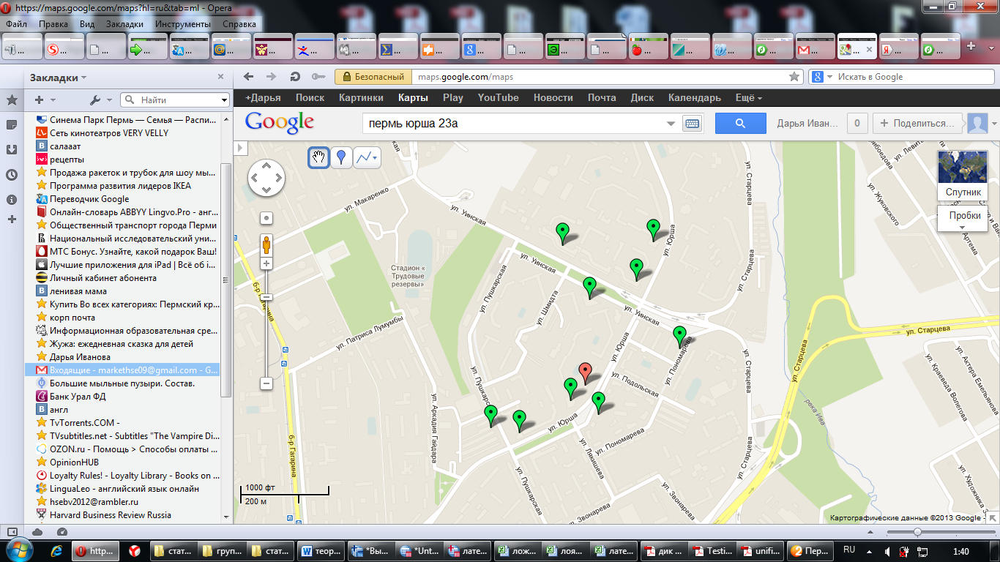 https://maps.google.com/maps?hl=ru&tab=ml - Opera
Файл Правка Вид Закладки Инструменты Справка
Закладки
Безопасный maps.google.com/maps Искать в Google
Найти
+Дарья Поиск Картинки Карты Play YouTube Новости Почта Диск Календарь Ещё
Google пермь юрша 23а Дарья Иван... 0 Поделиться...
Синема Парк Пермь — Семья — Распи...
Сеть кинотеатров VERY VELLY
салаат
рецепты
Продажа ракеток и трубок для шоу мы...
Программа развития лидеров IKEA
Переводчик Google
Онлайн-словарь ABBYY Lingvo.Pro - анг...
Общественный транспорт города Перми
Национальный исследовательский уни...
МТС Бонус. Узнайте, какой подарок Ваш!
Лучшие приложения для iPad | Всё об i...
Личный кабинет абонента
ленивая мама
Купить Во всех категориях: Пермский кр...
корп почта
Информационная образовательная сре...
Жужа: ежедневная сказка для детей
Дарья Иванова
Входящие - markethse09@gmail.com - G...
Большие мыльные пузыри. Состав.
Банк Урал ФД
англ
TvTorrents.COM -
TVsubtitles.net - Subtitles "The Vampire Di...
OZON.ru - Помощь > Способы оплаты ...
OpinionHUB
Loyalty Rules! - Loyalty Library - Books on ...
LinguaLeo - английский язык онлайн
hsebv2012@rambler.ru
Harvard Business Review Russia
Спутник
Пробки
ул. Макаренко
ул. Уинская
ул. Уинская
ул. Уинская
ул. Юрша
ул. Юрша
ул. Юрша
ул. Старцева
ул. Старцева
ул. Старцева
ул. Старцева
ул. Старцева
ул. Старцева
ул. Жуковского
Стадион «
Трудовые
резервы»
ул. Пушкарская
ул. Пушкарская
ул. Шмидта
б-р Гагарина
б-р Гагарина
ул. Патриса Лумумбы
ул. Аркадия Гайдара
ул. Подольская
ул. Пономарева
ул. Пономарева
ул. Лякишева
ул. Звонарева
ул. Звонарева
река Ива
ул. Краеведа Волегова
ул. Актера Емельянова
1000 фт
200 м
Картографические данные ©2013 Google -
http... стат... груп... стат... теор... *Вы... *Unt... лате... лож... лоя... лате... дик ... Testi... unifi... Пер... RU 1:40